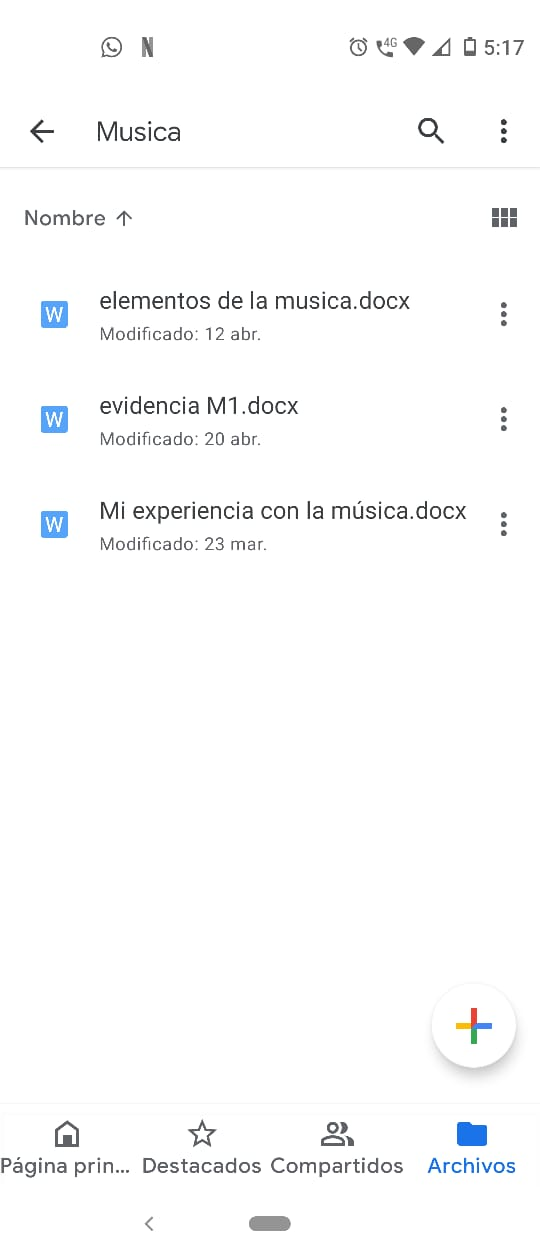 4G 5:17
Musica
Nombre
W elementos de la musica.docx
Modificado: 12 abr.
W evidencia M1.docx
Modificado: 20 abr.
W Mi experiencia con la música.docx
Modificado: 23 mar.
Página prin... Destacados Compartidos Archivos